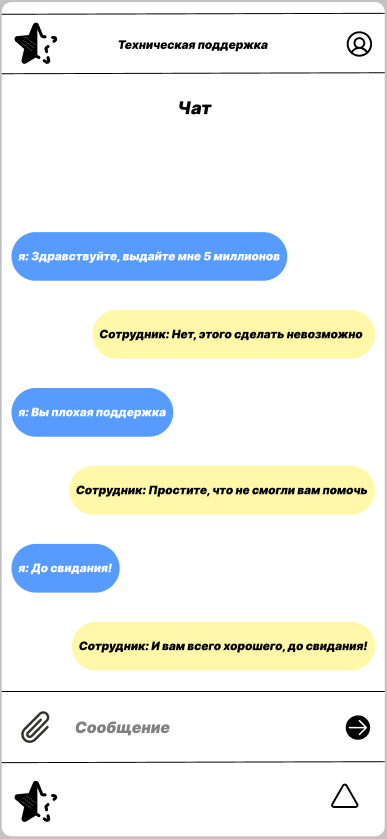 Техническая поддержка
Чат
я: Здравствуйте, выдайте мне 5 миллионов
Сотрудник: Нет, этого сделать невозможно
я: Вы плохая поддержка
Сотрудник: Простите, что не смогли вам помочь
я: До свидания!
Сотрудник: И вам всего хорошего, до свидания!
Сообщение